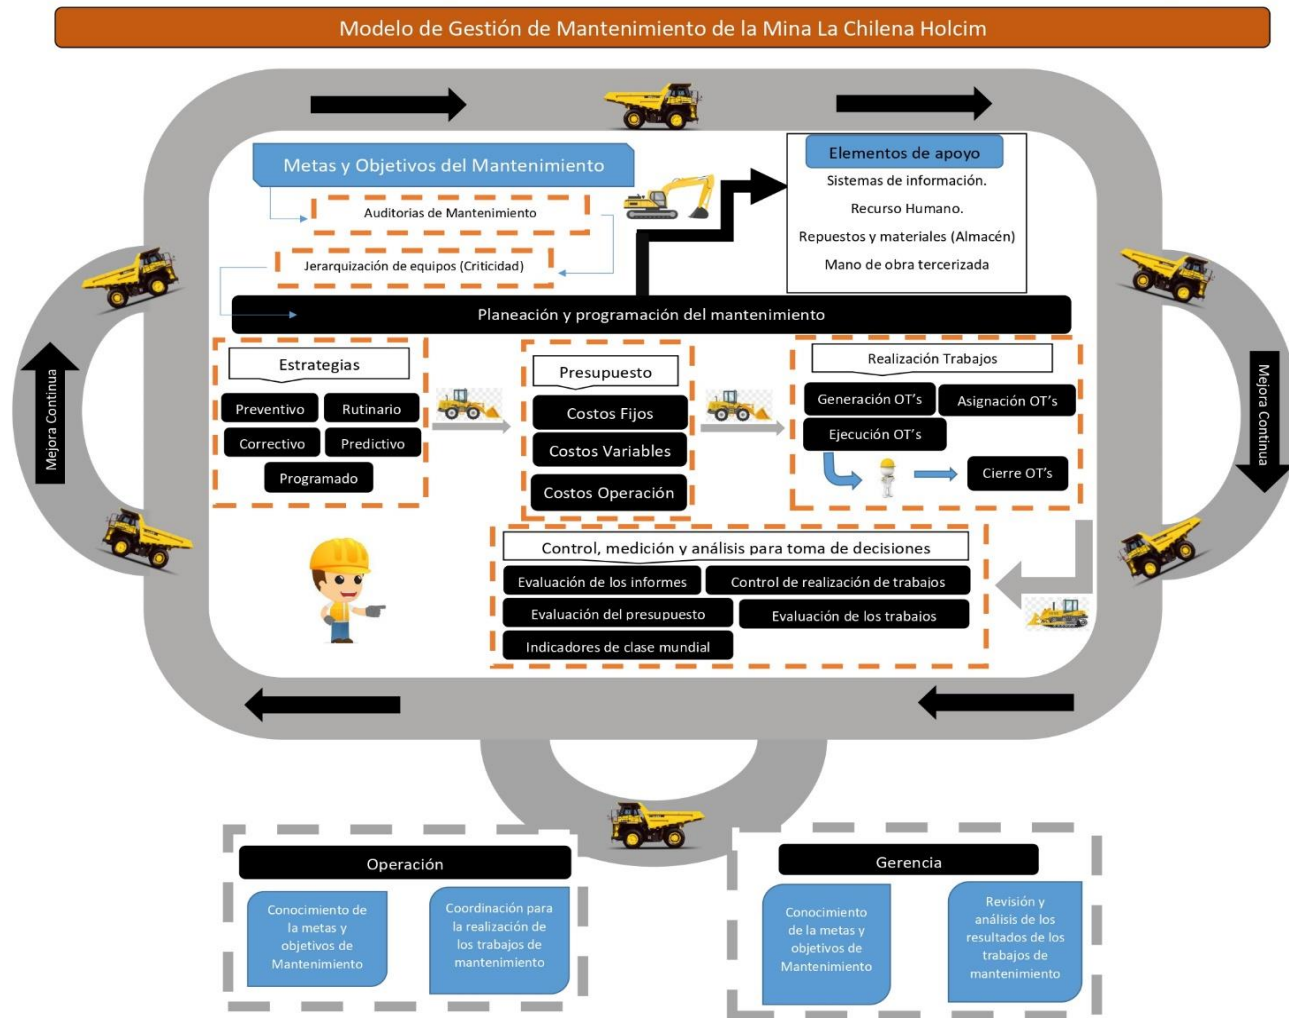 Modelo de Gestión de Mantenimiento de la Mina La Chilena Holcim
Metas y Objetivos del Mantenimiento
Auditorias de Mantenimiento
Jerarquización de equipos (Criticidad)
Elementos de apoyo
Sistemas de información.
Recurso Humano.
Repuestos y materiales (Almacén)
Mano de obra tercerizada
Planeación y programación del mantenimiento
Mejora Continua
Estrategias
Preventivo
Rutinario
Correctivo
Predictivo
Programado
Presupuesto
Costos Fijos
Costos Variables
Costos Operación
Realización Trabajos
Generación OT’s
Asignación OT’s
Ejecución OT’s
Cierre OT’s
Mejora Continua
Control, medición y análisis para toma de decisiones
Evaluación de los informes
Control de realización de trabajos
Evaluación del presupuesto
Evaluación de los trabajos
Indicadores de clase mundial
Operación
Conocimiento de
la metas y
objetivos de
Mantenimiento
Coordinación para
la realización de
los trabajos de
mantenimiento
Gerencia
Conocimiento
de la metas y
objetivos de
Mantenimiento
Revisión y
análisis de los
resultados de los
trabajos de
mantenimiento